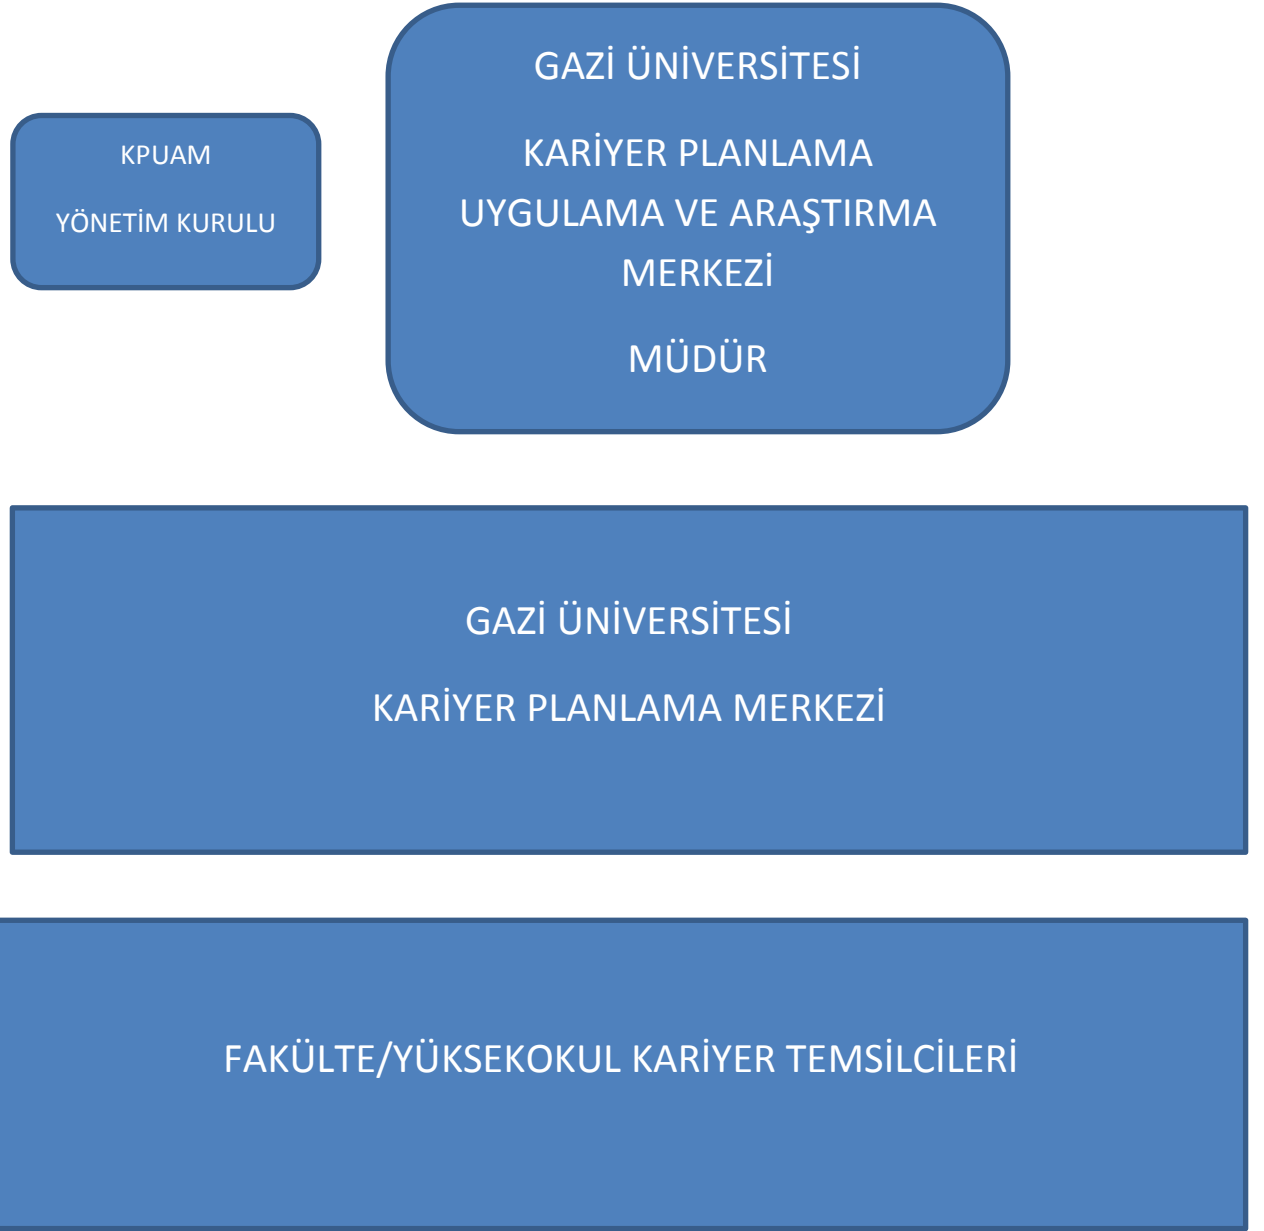 KPUAM
YÖNETİM KURULU
GAZİ ÜNİVERSİTESİ
KARİYER PLANLAMA
UYGULAMA VE ARAŞTIRMA
MERKEZİ
MÜDÜR
GAZİ ÜNİVERSİTESİ
KARİYER PLANLAMA MERKEZİ
FAKÜLTE/YÜKSEKOKUL KARİYER TEMSİLCİLERİ